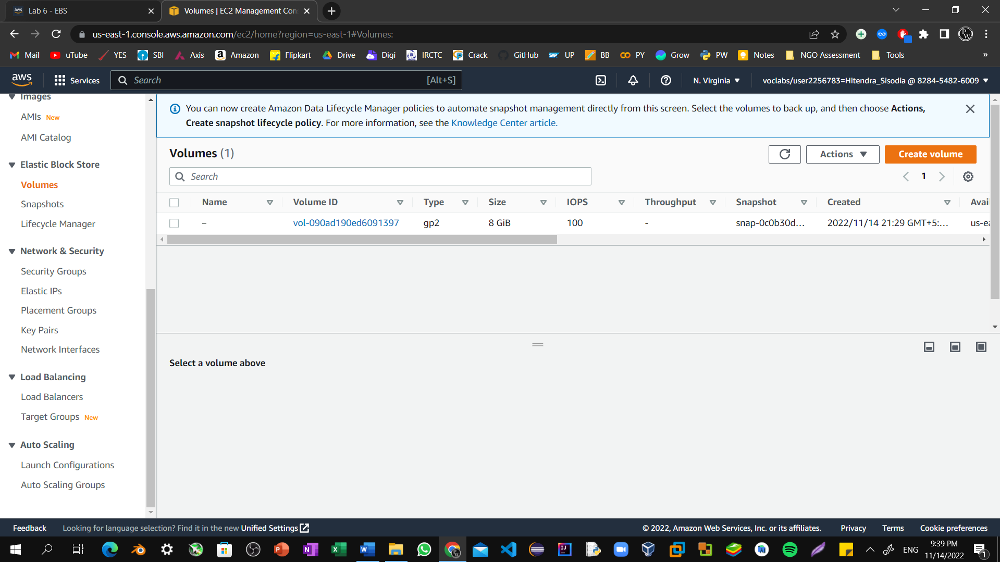 Lab 6 - EBS
Volumes | EC2 Management Con
us-east-1.console.aws.amazon.com/ec2/home?region=us-east-1#Volumes:
Mail uTube YES SBI Axis Amazon Flipkart Drive Digi IRCTC Crack GitHub UP BB PY Grow PW Notes NGO Assessment Tools »
aws Services Search [Alt+S] N. Virginia voclabs/user2256783=Hitendra_Sisodia @ 8284-5482-6009
Images
AMIs New
AMI Catalog
Elastic Block Store
Volumes
Snapshots
Lifecycle Manager
Network & Security
Security Groups
Elastic IPs
Placement Groups
Key Pairs
Network Interfaces
Load Balancing
Load Balancers
Target Groups New
Auto Scaling
Launch Configurations
Auto Scaling Groups
You can now create Amazon Data Lifecycle Manager policies to automate snapshot management directly from this screen. Select the volumes to back up, and then choose Actions,
Create snapshot lifecycle policy. For more information, see the Knowledge Center article.
Volumes (1)
Actions
Create volume
Search
1
Name Volume ID Type Size IOPS Throughput Snapshot Created Avai
– vol-090ad190ed6091397 gp2 8 GiB 100 - snap-0c0b30d... 2022/11/14 21:29 GMT+5:... us-ea
Select a volume above
Feedback Looking for language selection? Find it in the new Unified Settings © 2022, Amazon Web Services, Inc. or its affiliates. Privacy Terms Cookie preferences
ENG
9:39 PM
11/14/2022
1